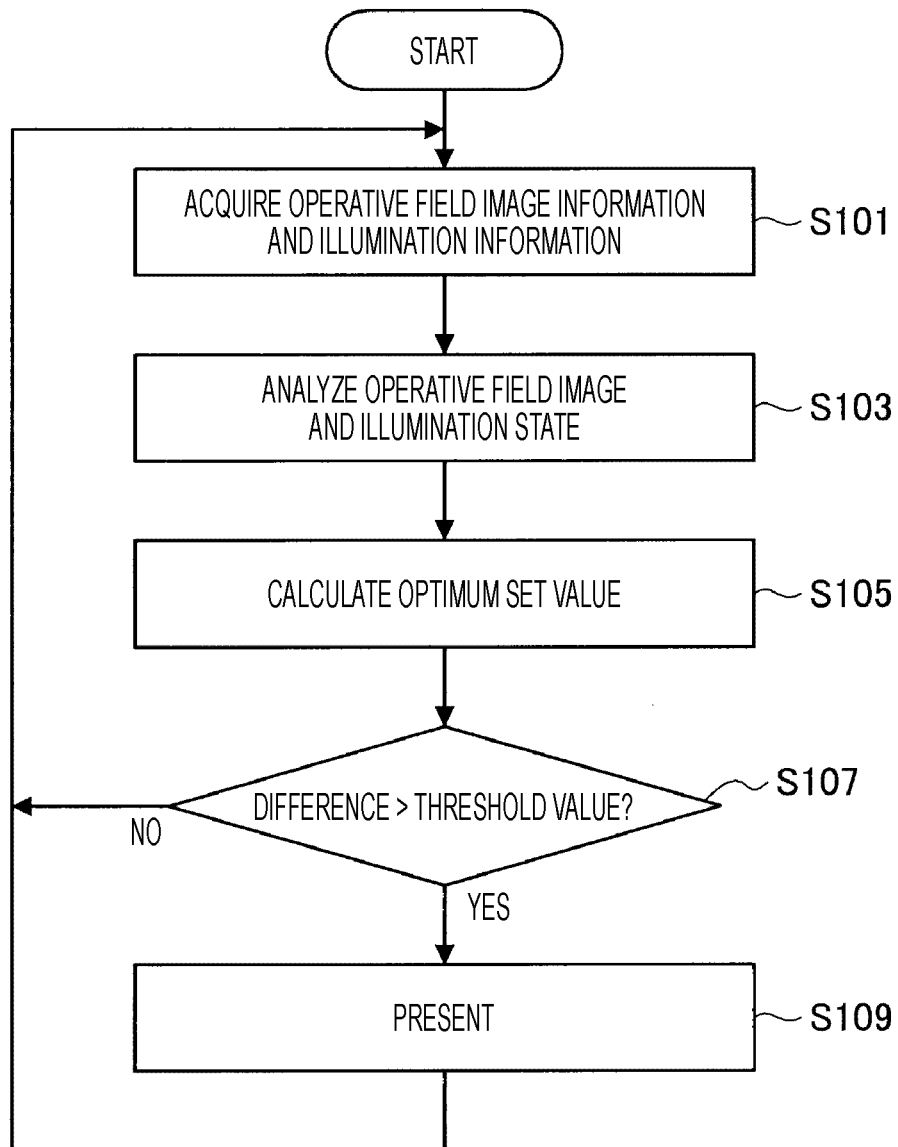 START
ACQUIRE OPERATIVE FIELD IMAGE INFORMATION
AND ILLUMINATION INFORMATION
S101
ANALYZE OPERATIVE FIELD IMAGE
AND ILLUMINATION STATE
S103
CALCULATE OPTIMUM SET VALUE
S105
DIFFERENCE > THRESHOLD VALUE?
S107
NO
YES
PRESENT
S109